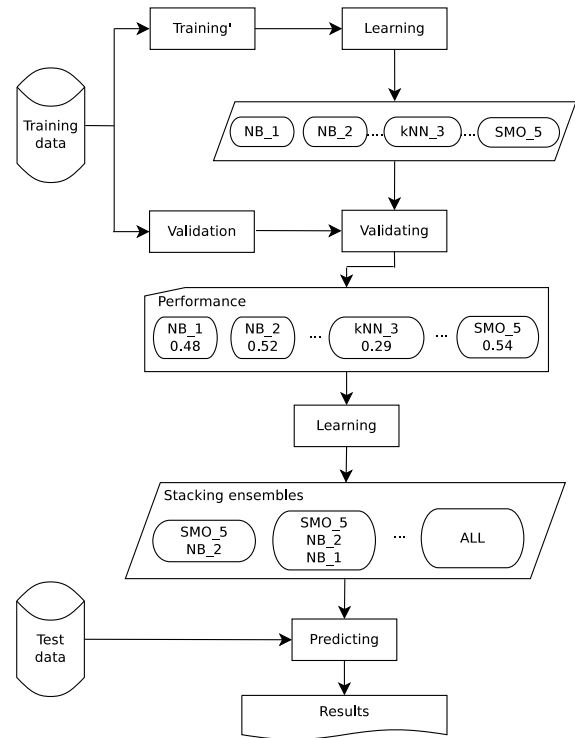 Training'
Learning
Training
data
NB_1 NB_2 .... kNN_3 .... SMO_5
Validation
Validating
Performance
NB_1
0.48
NB_2
0.52
...
kNN_3
0.29
...
SMO_5
0.54
Learning
Stacking ensembles
SMO_5
NB_2
SMO_5
NB_2
NB_1
...
ALL
Test
data
Predicting
Results